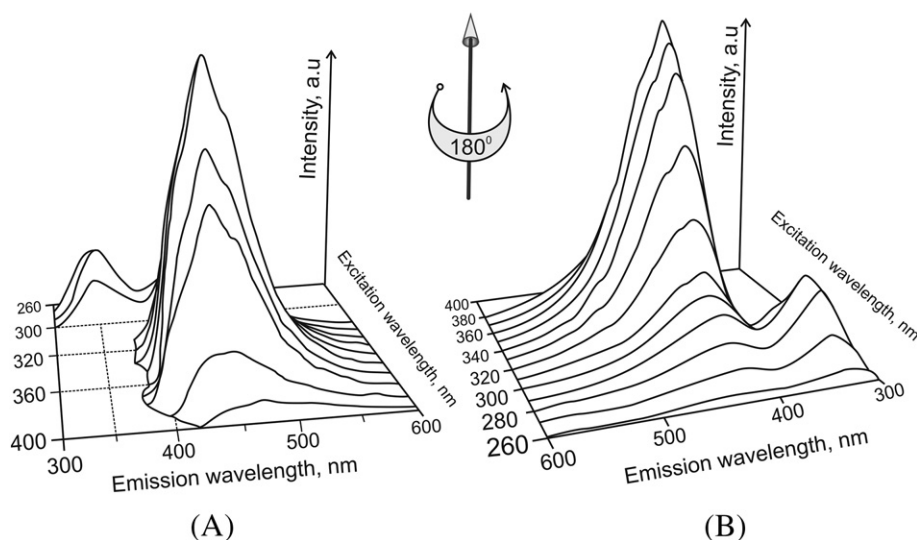 Intensity, a.u
260
300
320
360
400
300
400
500
600
Emission wavelength, nm
Excitation wavelength, nm
(A)
180⁰
Intensity, a.u
Excitation wavelength, nm
400
380
360
340
320
300
280
260
600
500
400
300
Emission wavelength, nm
(B)